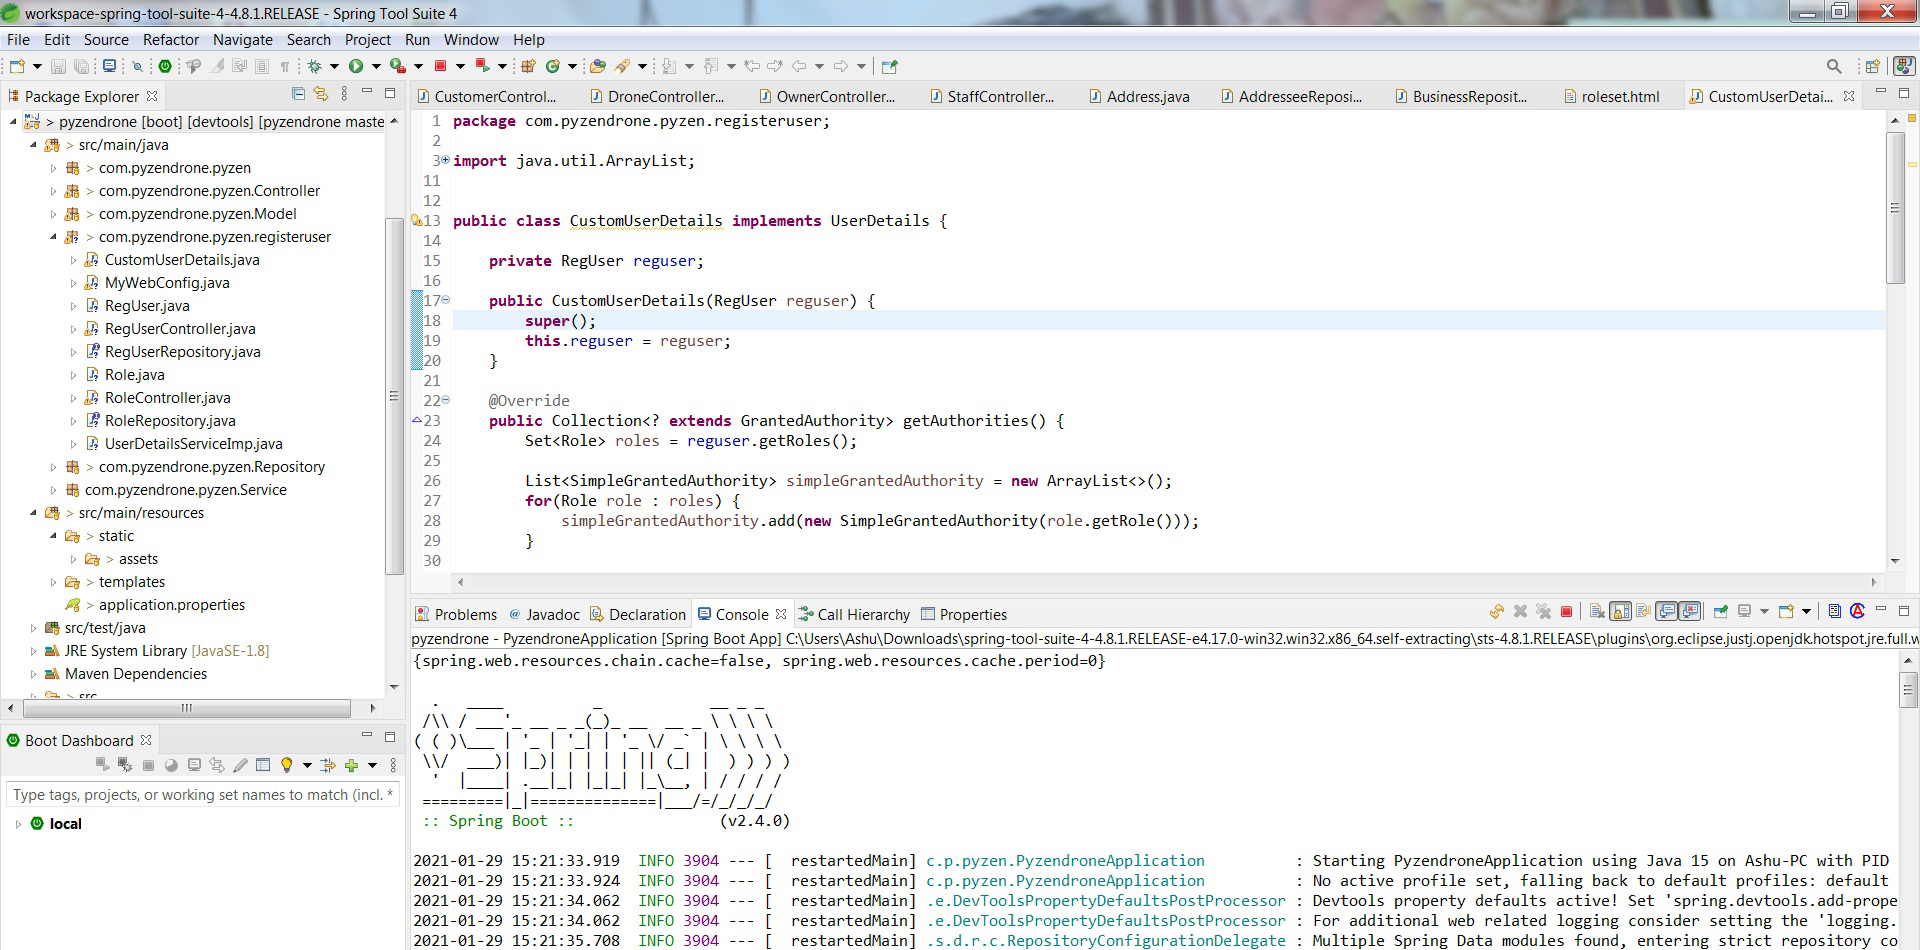 workspace-spring-tool-suite-4-4.8.1.RELEASE - Spring Tool Suite 4
File Edit Source Refactor Navigate Search Project Run Window Help
Package Explorer
> pyzendrone [boot] [devtools] [pyzendrone maste
> src/main/java
> com.pyzendrone.pyzen
> com.pyzendrone.pyzen.Controller
> com.pyzendrone.pyzen.Model
> com.pyzendrone.pyzen.registeruser
CustomUserDetails.java
MyWebConfig.java
RegUser.java
RegUserController.java
RegUserRepository.java
Role.java
RoleController.java
RoleRepository.java
UserDetailsServiceImp.java
> com.pyzendrone.pyzen.Repository
com.pyzendrone.pyzen.Service
> src/main/resources
> static
> assets
> templates
> application.properties
> src/test/java
JRE System Library [JavaSE-1.8]
Maven Dependencies
> src
Boot Dashboard
Type tags, projects, or working set names to match (incl. *
local
CustomerControl... DroneController... OwnerController... StaffController... Address.java AddresseeReposi... BusinessReposit... roleset.html CustomUserDetai...
1 package com.pyzendrone.pyzen.registeruser;
2
3 import java.util.ArrayList;
11
12
13 public class CustomUserDetails implements UserDetails {
14
15 private RegUser reguser;
16
17 public CustomUserDetails(RegUser reguser) {
18 super();
19 this.reguser = reguser;
20 }
21
22 @Override
23 public Collection<? extends GrantedAuthority> getAuthorities() {
24 Set<Role> roles = reguser.getRoles();
25
26 List<SimpleGrantedAuthority> simpleGrantedAuthority = new ArrayList<>();
27 for(Role role : roles) {
28 simpleGrantedAuthority.add(new SimpleGrantedAuthority(role.getRole()));
29 }
30
Problems @ Javadoc Declaration Console Call Hierarchy Properties
pyzendrone - PyzendroneApplication [Spring Boot App] C:\Users\Ashu\Downloads\spring-tool-suite-4-4.8.1.RELEASE-e4.17.0-win32.win32.x86_64.self-extracting\sts-4.8.1.RELEASE\plugins\org.eclipse.justj.openjdk.hotspot.jre.full.w
{spring.web.resources.chain.cache=false, spring.web.resources.cache.period=0}
Spring
:: Spring Boot :: (v2.4.0)
2021-01-29 15:21:33.919 INFO 3904 --- [ restartedMain] c.p.pyzen.PyzendroneApplication : Starting PyzendroneApplication using Java 15 on Ashu-PC with PID
2021-01-29 15:21:33.924 INFO 3904 --- [ restartedMain] c.p.pyzen.PyzendroneApplication : No active profile set, falling back to default profiles: default
2021-01-29 15:21:34.062 INFO 3904 --- [ restartedMain] .e.DevToolsPropertyDefaultsPostProcessor : Devtools property defaults active! Set 'spring.devtools.add-prope
2021-01-29 15:21:34.062 INFO 3904 --- [ restartedMain] .e.DevToolsPropertyDefaultsPostProcessor : For additional web related logging consider setting the 'logging.
2021-01-29 15:21:35.708 INFO 3904 --- [ restartedMain] .s.d.r.c.RepositoryConfigurationDelegate : Multiple Spring Data modules found, entering strict repository co